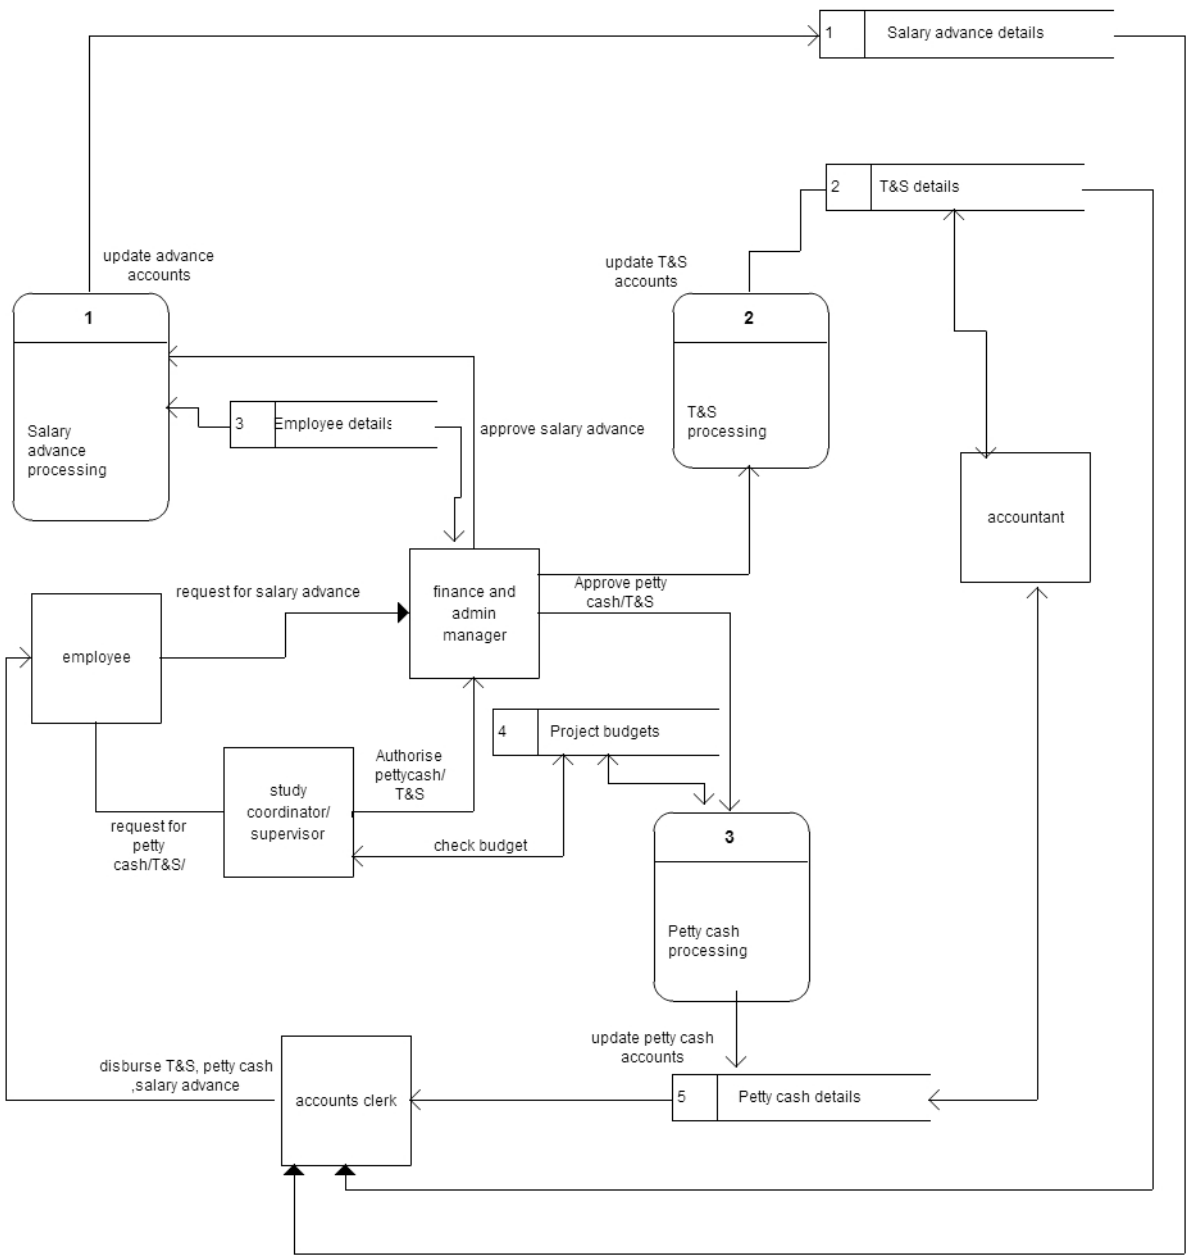 1
Salary advance details
2
T&S details
update advance
accounts
update T&S
accounts
1
Salary
advance
processing
2
T&S
processing
3
Employee details
approve salary advance
accountant
request for salary advance
finance and
admin
manager
Approve petty
cash/T&S
employee
4
Project budgets
Authorise
pettycash/
T&S
study
coordinator/
supervisor
request for
petty
cash/T&S/
check budget
3
Petty cash
processing
update petty cash
accounts
disburse T&S, petty cash
,salary advance
accounts clerk
5
Petty cash details